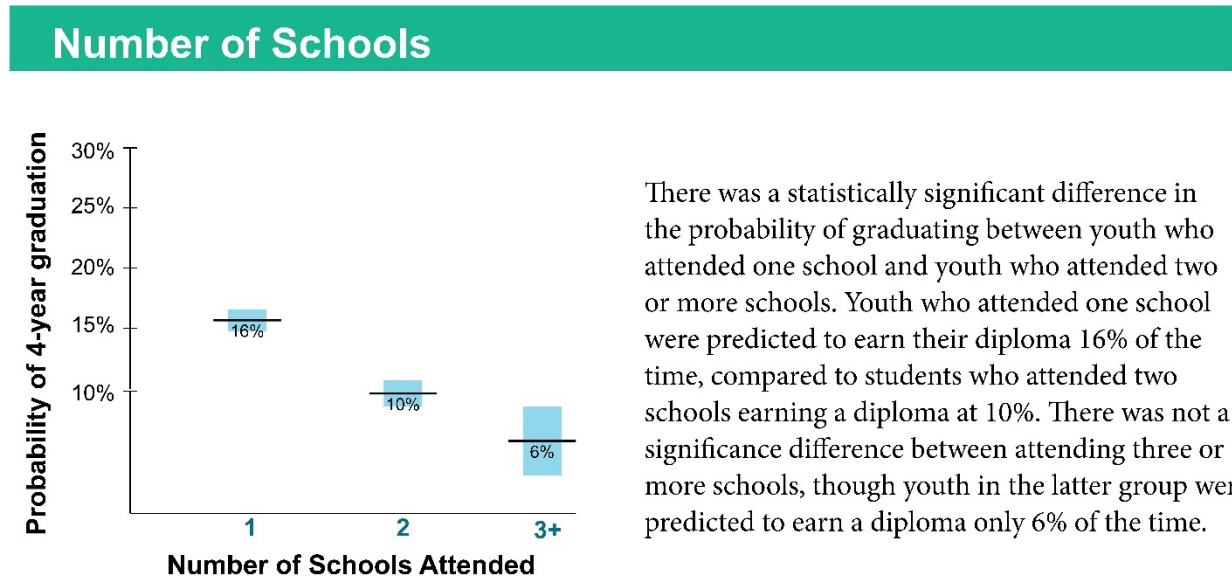 Number of Schools
Probability of 4-year graduation
30%
25%
20%
15%
10%
16%
10%
6%
1 2 3+
Number of Schools Attended
There was a statistically significant difference in
the probability of graduating between youth who
attended one school and youth who attended two
or more schools. Youth who attended one school
were predicted to earn their diploma 16% of the
time, compared to students who attended two
schools earning a diploma at 10%. There was not a
significance difference between attending three or
more schools, though youth in the latter group
predicted to earn a diploma only 6% of the time.